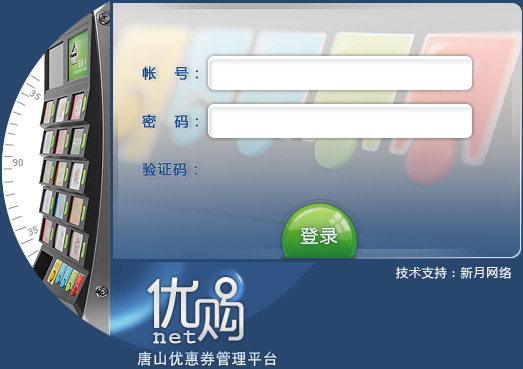 35
90
35
帐 号：
密 码：
验证码：
登录
技术支持：新月网络
优购
net
唐山优惠券管理平台